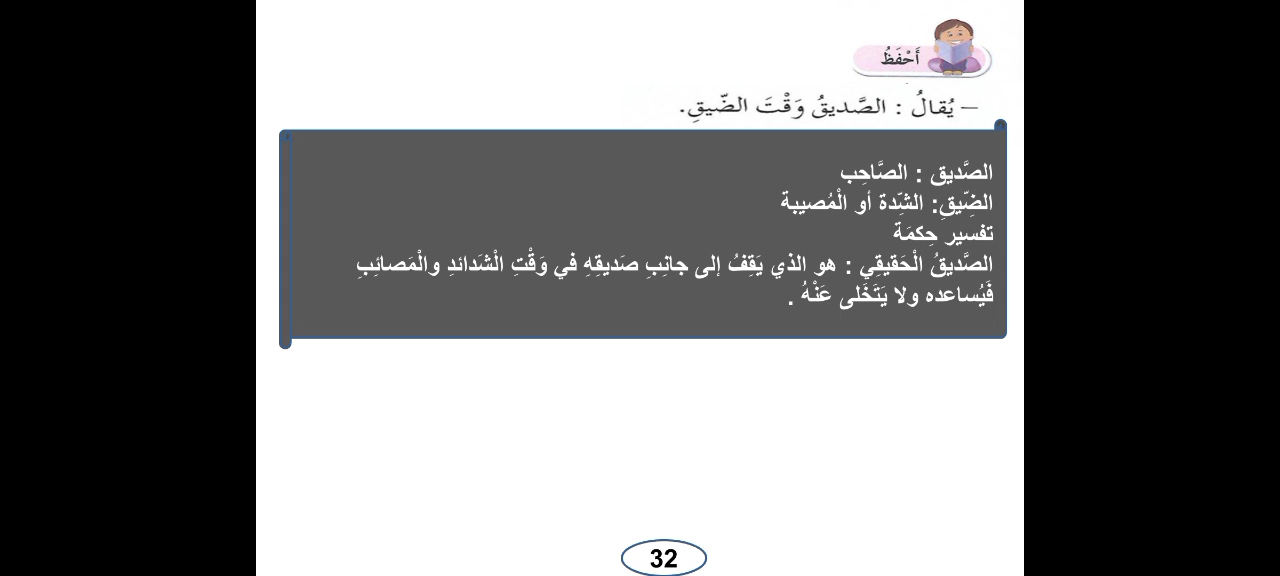 أَحْفَظُ
– يُقالُ : الصَّديقُ وَقْتَ الضّيقِ.
الصَّديق : الصَّاحِب
الضِّيقِ: الشِّدة أو الْمُصيبة
تفسير حِكمَة
الصَّديقُ الْحَقيقِي : هو الذي يَقِفُ إلى جانِبِ صَديقِهِ في وَقْتِ الْشَدائدِ والْمَصائِبِ
فَيُساعده ولا يَتَخَلى عَنْهُ .
32